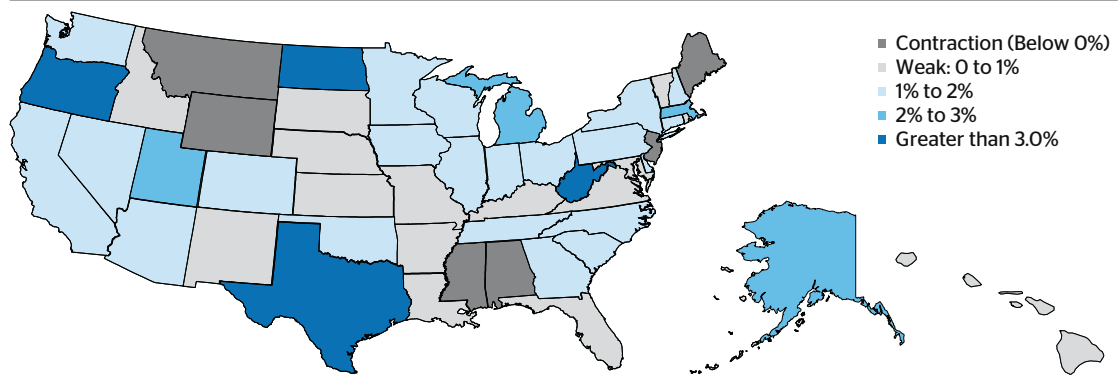 Contraction (Below 0%)
Weak: 0 to 1%
1% to 2%
2% to 3%
Greater than 3.0%